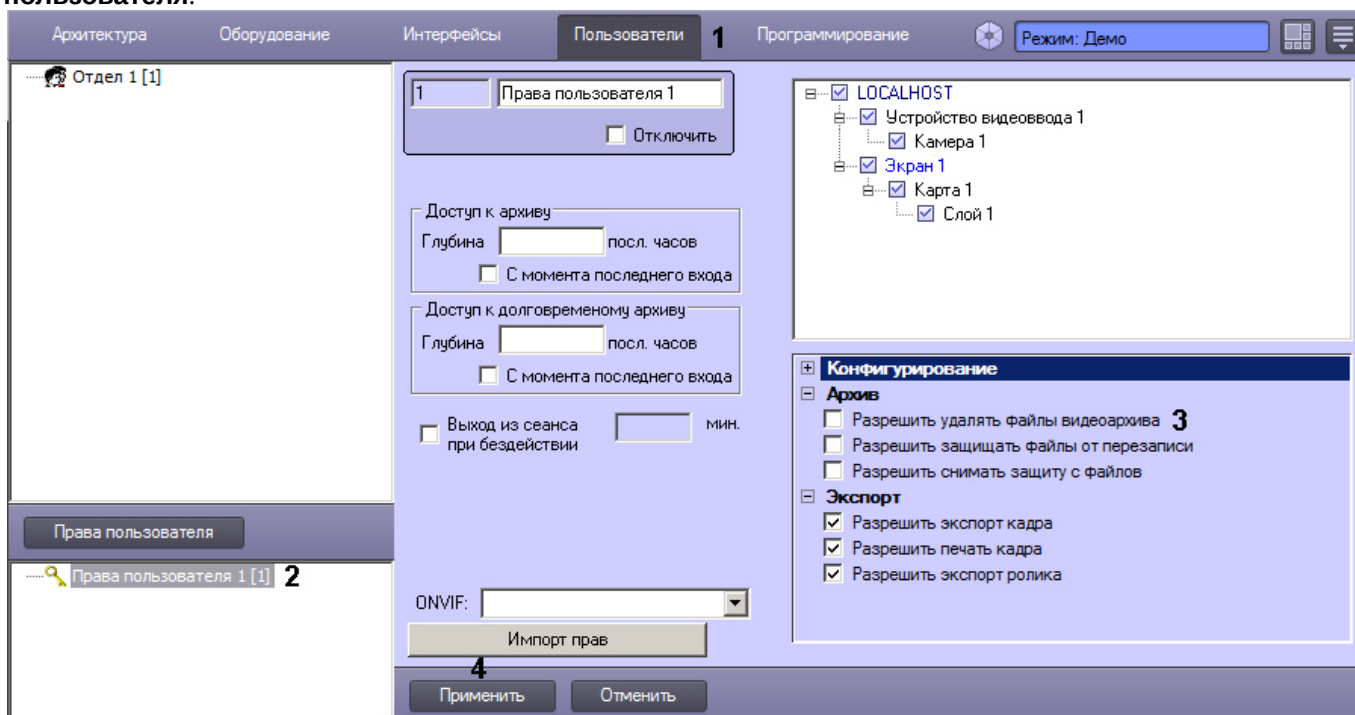 пользователя.
Архитектура Оборудование Интерфейсы Пользователи 1 Программирование Режим: Демо
Отдел 1 [1]
1 Права пользователя 1
Отключить
Доступ к архиву
Глубина посл. часов
С момента последнего входа
Доступ к долговременому архиву
Глубина посл. часов
С момента последнего входа
Выход из сеанса мин.
при бездействии
ONVIF:
Импорт прав
4
Применить Отменить
LOCALHOST
Устройство видеоввода 1
Камера 1
Экран 1
Карта 1
Слой 1
Конфигурирование
Архив
Разрешить удалять файлы видеоархива 3
Разрешить защищать файлы от перезаписи
Разрешить снимать защиту с файлов
Экспорт
Разрешить экспорт кадра
Разрешить печать кадра
Разрешить экспорт ролика
Права пользователя
Права пользователя 1 [1] 2